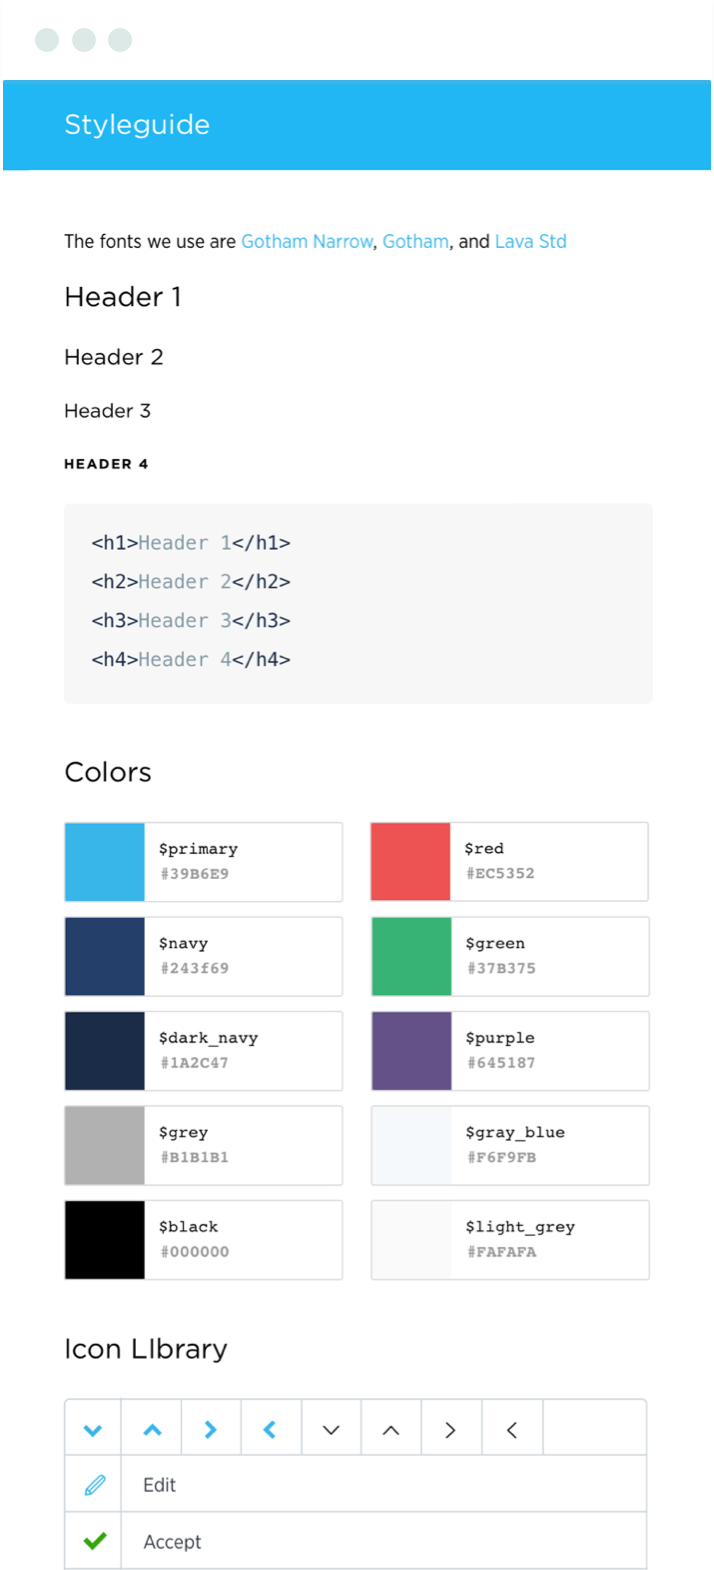 Styleguide
The fonts we use are Gotham Narrow, Gotham, and Lava Std
Header 1
Header 2
Header 3
HEADER 4
<h1>Header 1</h1>
<h2>Header 2</h2>
<h3>Header 3</h3>
<h4>Header 4</h4>
Colors
$primary
#39B6E9
$red
#EC5352
$navy
#243f69
$green
#37B375
$dark_navy
#1A2C47
$purple
#645187
$grey
#B1B1B1
$gray_blue
#F6F9FB
$black
#000000
$light_grey
#FAFAFA
Icon LIbrary
Edit
Accept